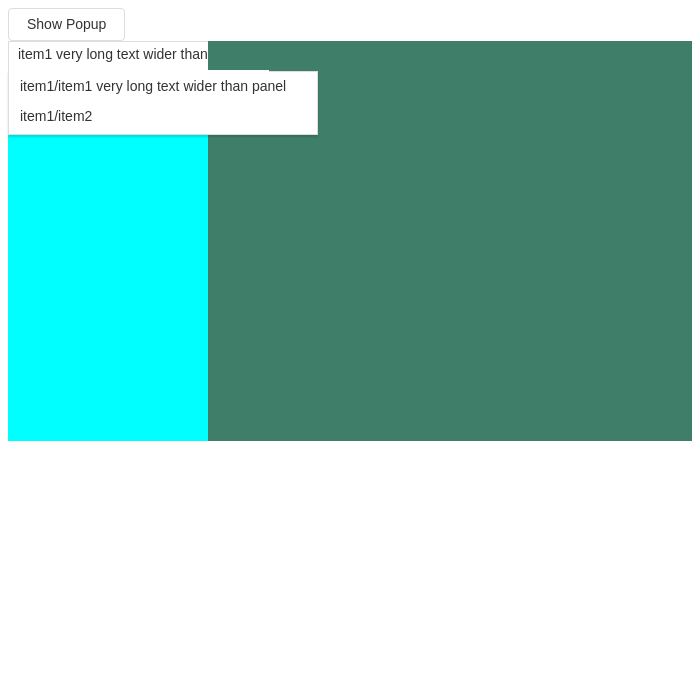 Show Popup
item1 very long text wider than
item1/item1 very long text wider than panel
item1/item2